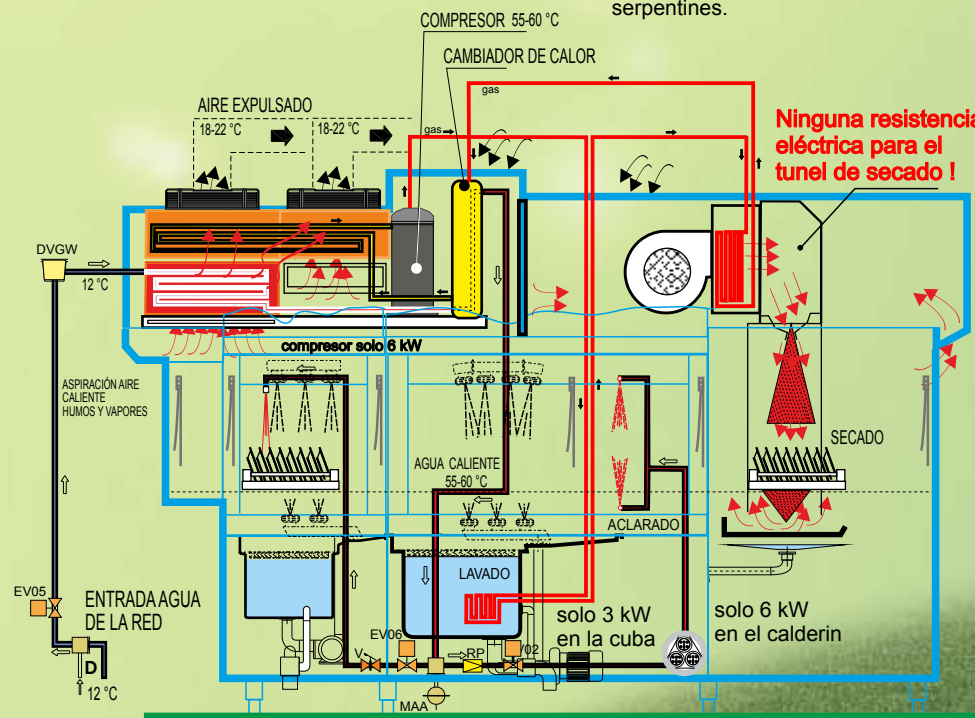 serpentines.
COMPRESOR 55-60 °C
CAMBIADOR DE CALOR
gas
AIRE EXPULSADO
18-22 °C
18-22 °C
gas
Ninguna resistencia
eléctrica para el
tunel de secado !
DVGW
12 °C
compresor solo 6 kW
ASPIRACIÓN AIRE
CALIENTE
HUMOS Y VAPORES
SECADO
AGUA CALIENTE
55-60 °C
ACLARADO
LAVADO
EV05
ENTRADA AGUA
DE LA RED
solo 3 kW
en la cuba
solo 6 kW
en el calderin
EV06
V
RP
V02
D
12 °C
MAA